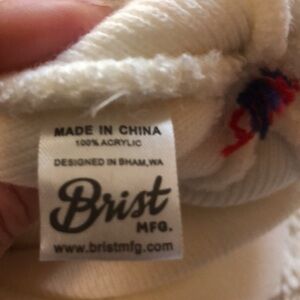 MADE IN CHINA
100% ACRYLIC
DESIGNED IN BHAM, WA
Brist
MFG.
www.bristmfg.com